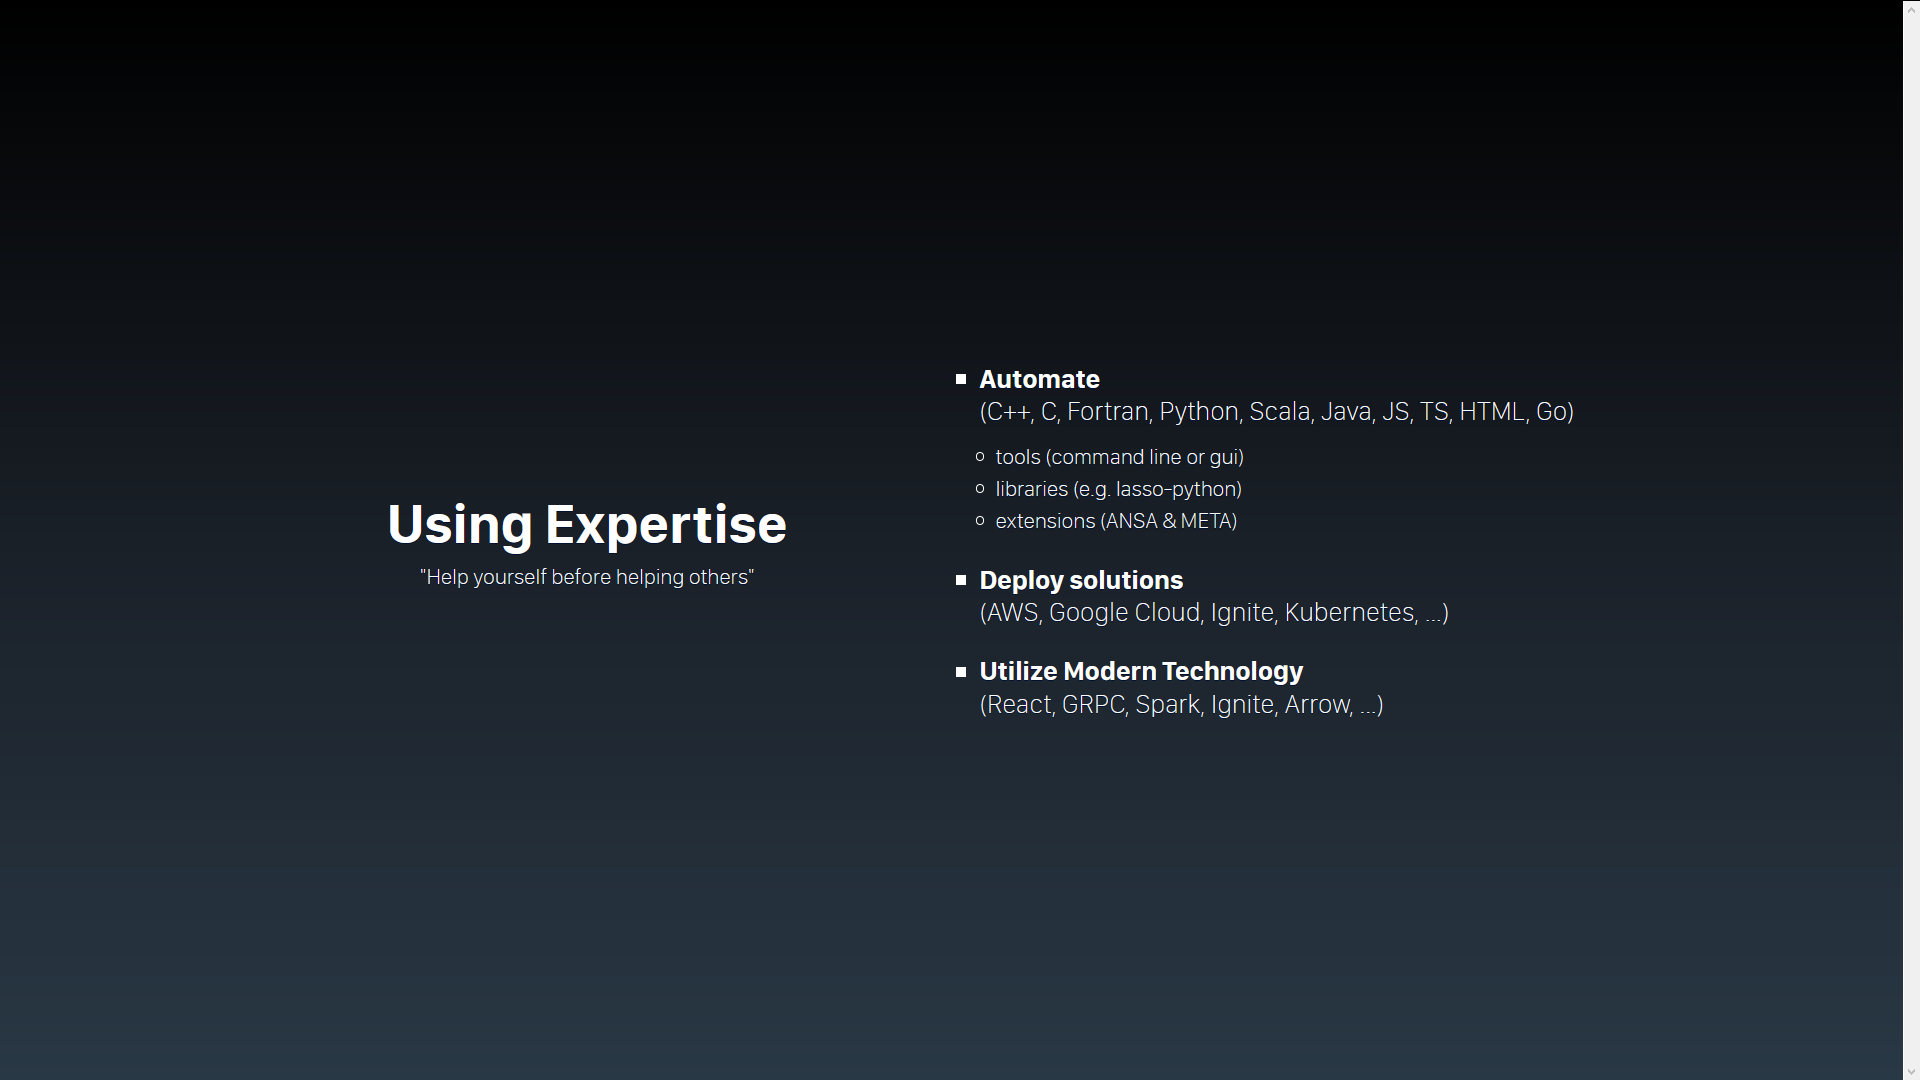 Using Expertise
"Help yourself before helping others"
Automate
(C++, C, Fortran, Python, Scala, Java, JS, TS, HTML, Go)
tools (command line or gui)
libraries (e.g. lasso-python)
extensions (ANSA & META)
Deploy solutions
(AWS, Google Cloud, Ignite, Kubernetes, ...)
Utilize Modern Technology
(React, GRPC, Spark, Ignite, Arrow, ...)